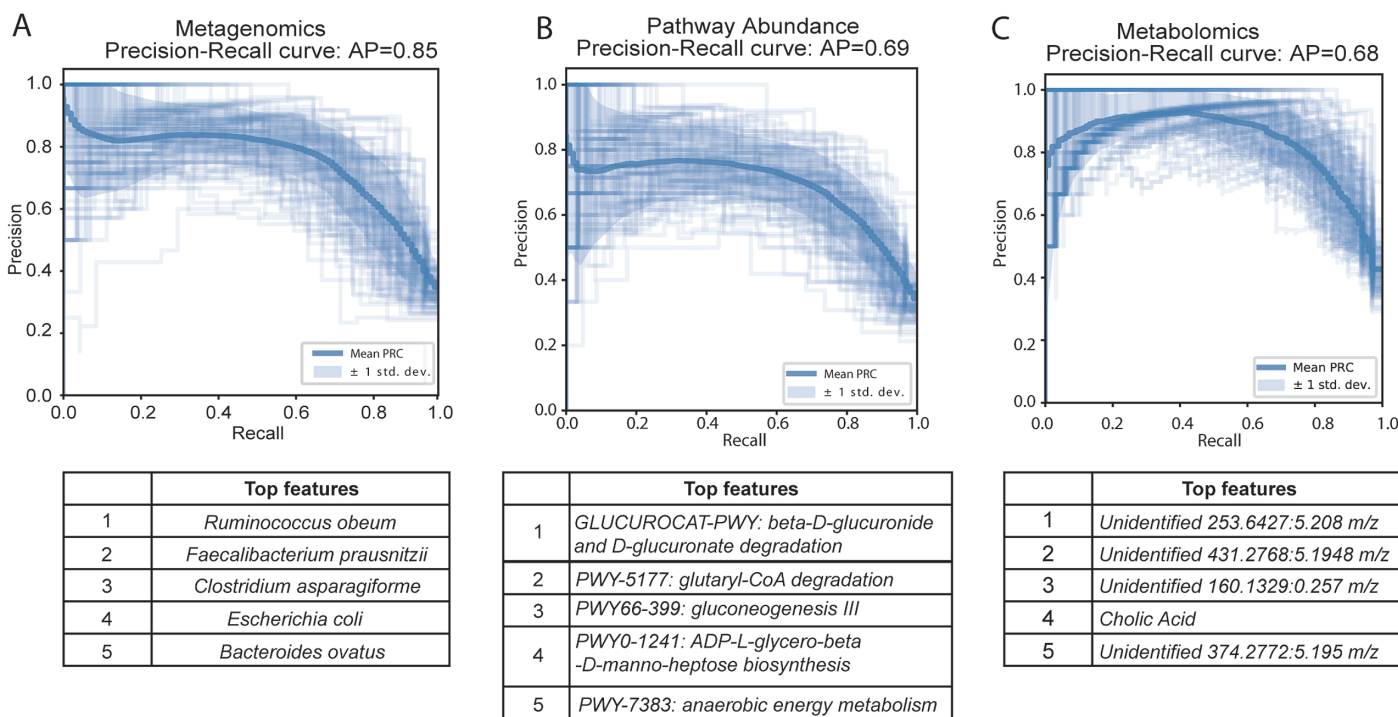 A
Metagenomics
Precision-Recall curve: AP=0.85
1.0
0.8
0.6
0.4
0.2
0.0
Precision
0.0
0.2
0.4
0.6
0.8
1.0
Recall
Mean PRC
± 1 std. dev.
Top features
1 Ruminococcus obeum
2 Faecalibacterium prausnitzii
3 Clostridium asparagiforme
4 Escherichia coli
5 Bacteroides ovatus
B
Pathway Abundance
Precision-Recall curve: AP=0.69
1.0
0.8
0.6
0.4
0.2
0.0
Precision
0.0
0.2
0.4
0.6
0.8
1.0
Recall
Mean PRC
± 1 std. dev.
Top features
1 GLUCUROCAT-PWY: beta-D-glucuronide
and D-glucuronate degradation
2 PWY-5177: glutaryl-CoA degradation
3 PWY66-399: gluconeogenesis III
4 PWY0-1241: ADP-L-glycero-beta
-D-manno-heptose biosynthesis
5 PWY-7383: anaerobic energy metabolism
C
Metabolomics
Precision-Recall curve: AP=0.68
1.0
0.8
0.6
0.4
0.2
0.0
Precision
0.0
0.2
0.4
0.6
0.8
1.0
Recall
Mean PRC
± 1 std. dev.
Top features
1 Unidentified 253.6427:5.208 m/z
2 Unidentified 431.2768:5.1948 m/z
3 Unidentified 160.1329:0.257 m/z
4 Cholic Acid
5 Unidentified 374.2772:5.195 m/z